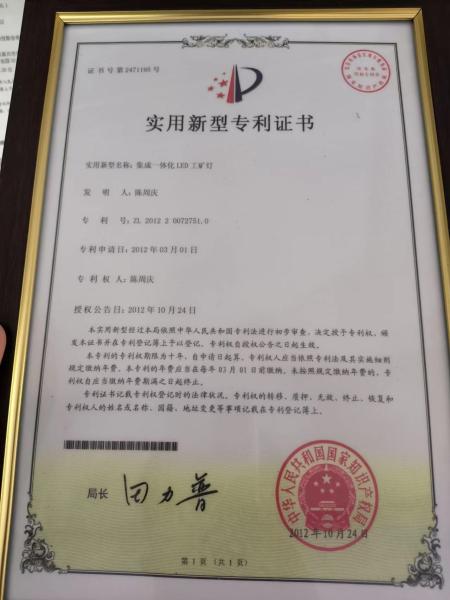 证书号第2471195号
实用新型专利证书
实用新型名称：集成一体化LED工矿灯
发 明 人：陈周庆
专 利 号：ZL 2012 2 0072751.0
专利申请日：2012年03月01日
专 利 权 人：陈周庆
授权公告日：2012年10月24日
本实用新型经过本局依照中华人民共和国专利法进行初步审查，决定授予专利权，颁
发本证书并在专利登记簿上予以登记。专利权自授权公告之日起生效。
本专利的专利权期限为十年，自申请日起算。专利权人应当依照专利法及其实施细则
规定缴纳年费。本专利的年费应当在每年03月01日前缴纳。未按照规定缴纳年费的，专利
权自应当缴纳年费期满之日起终止。
专利证书记载专利权登记时的法律状况。专利权的转移、质押、无效、终止、恢复和
专利权人的姓名或名称、国籍、地址变更等事项记载在专利登记簿上。
局长 田力普
中华人民共和国国家知识产权局
2012年10月24日
第1页（共1页）